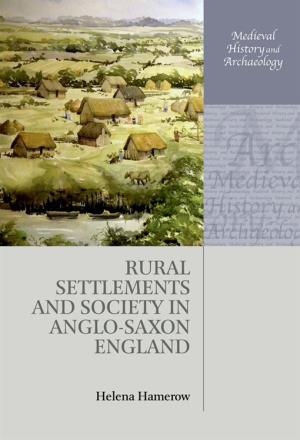 Medieval
History and
Archaeology
RURAL
SETTLEMENTS
AND SOCIETY IN
ANGLO-SAXON
ENGLAND
Helena Hamerow